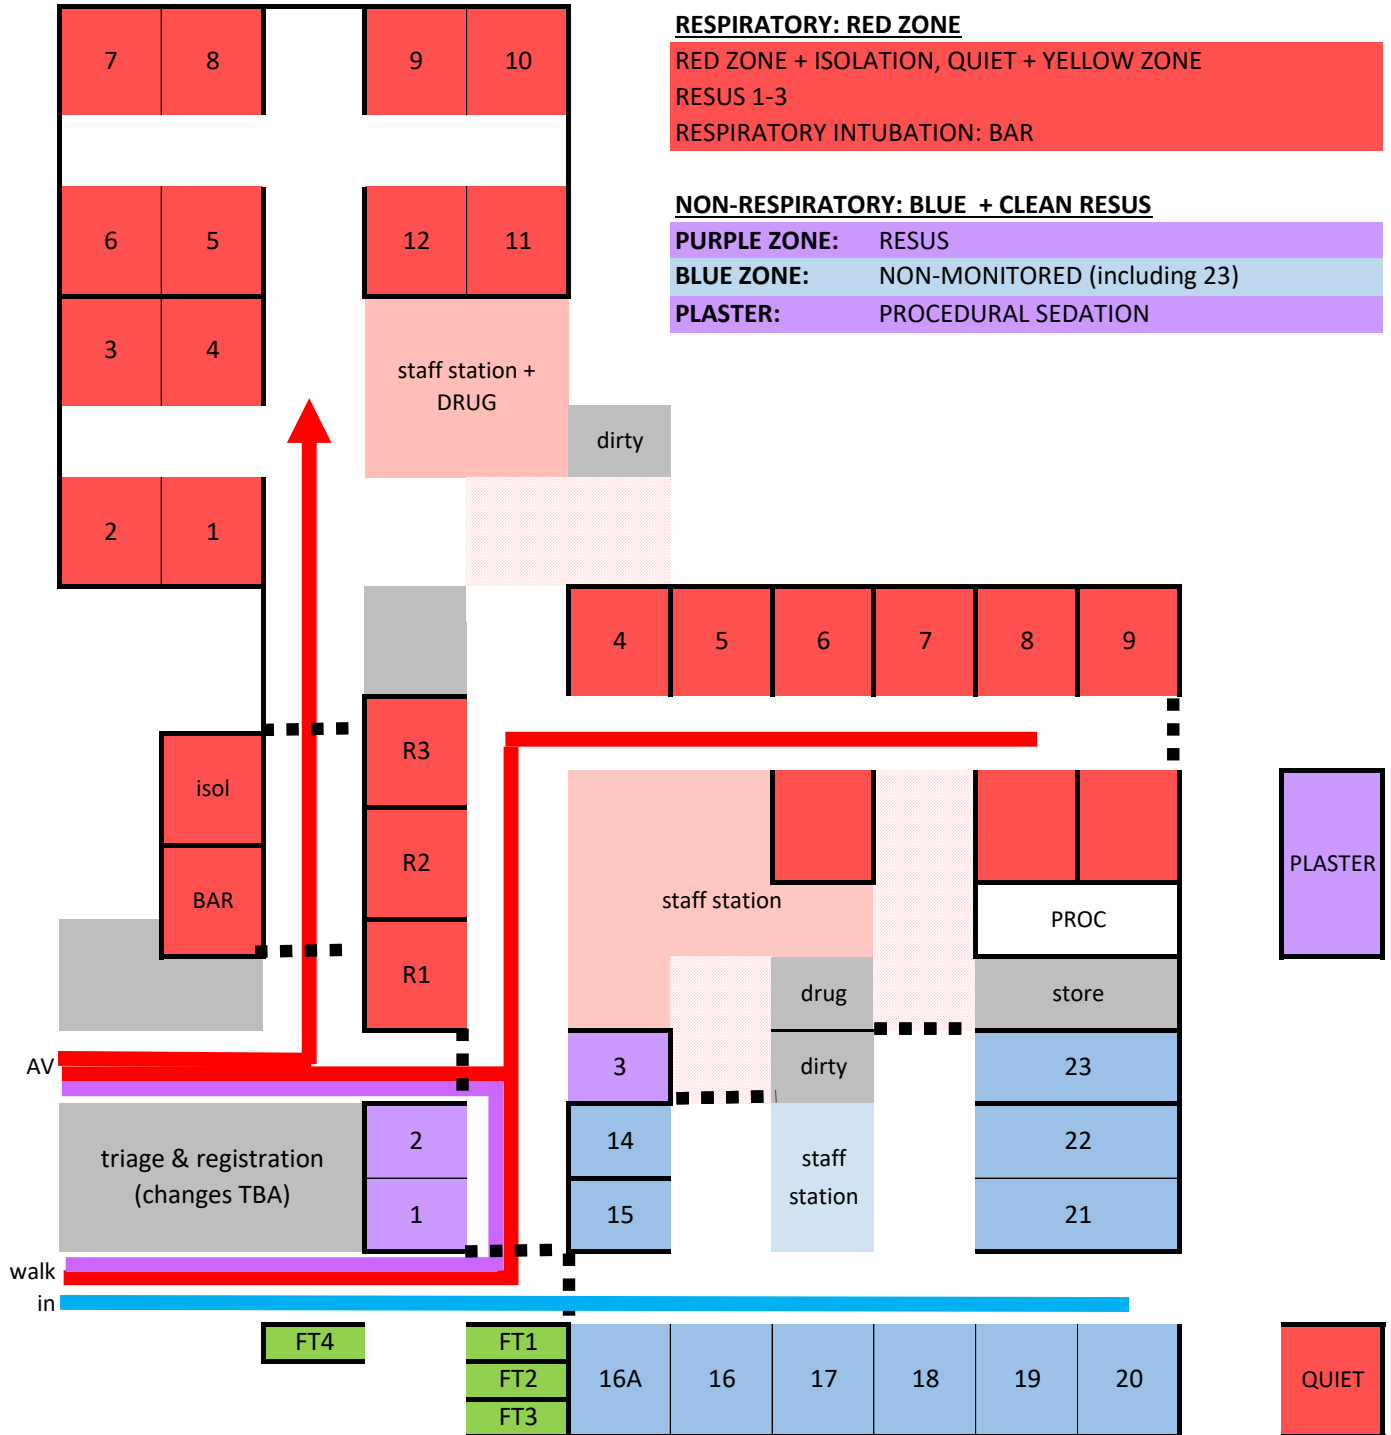 RESPIRATORY: RED ZONE
RED ZONE + ISOLATION, QUIET + YELLOW ZONE
RESUS 1-3
RESPIRATORY INTUBATION: BAR
NON-RESPIRATORY: BLUE + CLEAN RESUS
PURPLE ZONE: RESUS
BLUE ZONE: NON-MONITORED (including 23)
PLASTER: PROCEDURAL SEDATION
7 8 9 10
6 5 12 11
3 4
staff station +
DRUG
dirty
2 1
4 5 6 7 8 9
R3
isol
R2
BAR
R1
staff station
PROC
PLASTER
drug
store
AV
3
dirty
23
triage & registration
(changes TBA)
2
1
14
15
staff
station
22
21
walk
in
FT4
FT1
FT2
FT3
16A 16 17 18 19 20
QUIET